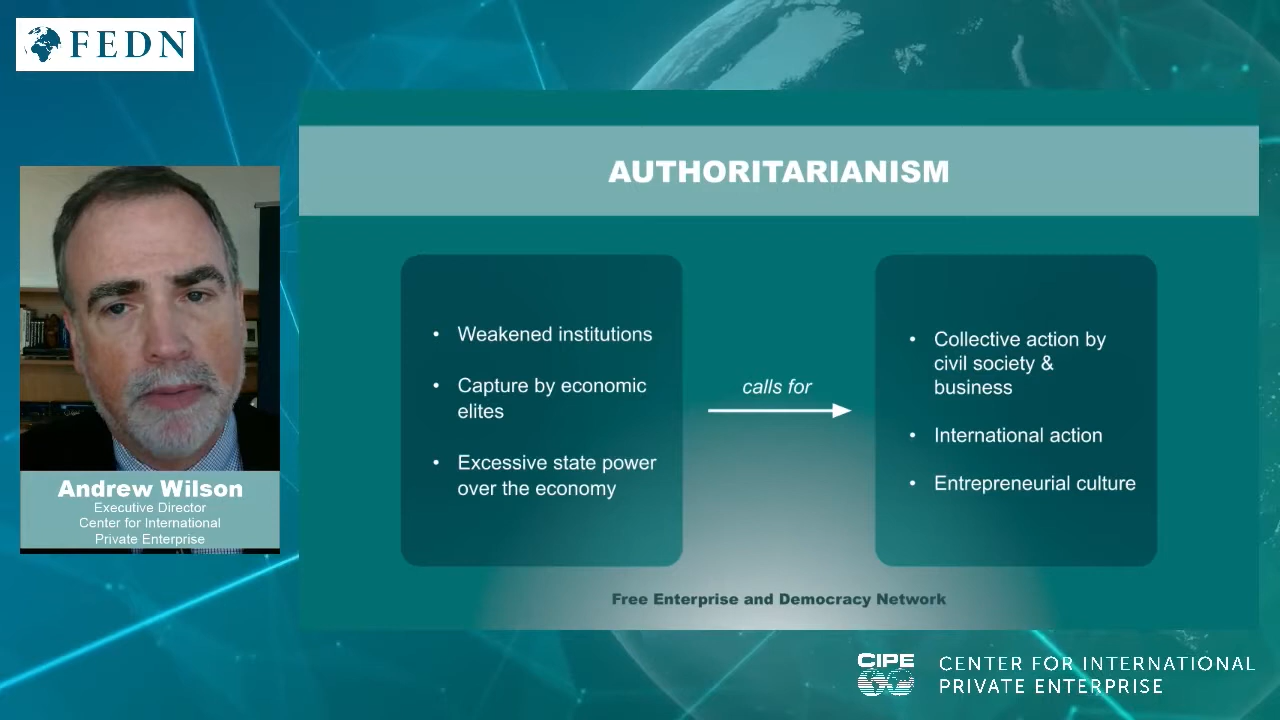 FEDN
AUTHORITARIANISM
• Weakened institutions
• Capture by economic
elites
• Excessive state power
over the economy
calls for
• Collective action by
civil society &
business
• International action
• Entrepreneurial culture
Andrew Wilson
Executive Director
Center for International
Private Enterprise
Free Enterprise and Democracy Network
CIPE
CENTER FOR INTERNATIONAL
PRIVATE ENTERPRISE